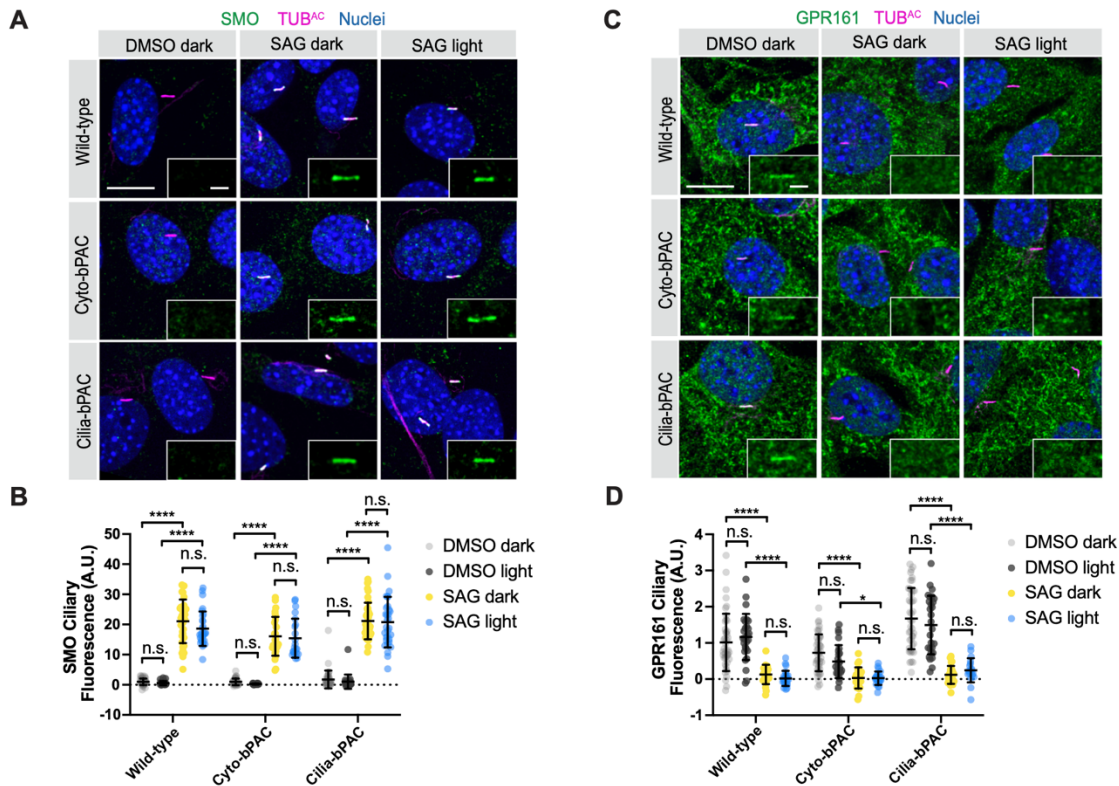 A
SMO TUBᴬᶜ Nuclei
DMSO dark SAG dark SAG light
Wild-type
Cyto-bPAC
Cilia-bPAC
B
SMO Ciliary
Fluorescence (A.U.)
50
40
30
20
10
0
-10
**** **** n.s. n.s.
**** **** n.s. n.s.
n.s. **** **** n.s.
Wild-type
Cyto-bPAC
Cilia-bPAC
DMSO dark
DMSO light
SAG dark
SAG light
C
GPR161 TUBᴬᶜ Nuclei
DMSO dark SAG dark SAG light
Wild-type
Cyto-bPAC
Cilia-bPAC
D
GPR161 Ciliary
Fluorescence (A.U.)
4
3
2
1
0
-1
**** n.s. **** n.s.
**** n.s. * n.s.
**** n.s. **** n.s.
Wild-type
Cyto-bPAC
Cilia-bPAC
DMSO dark
DMSO light
SAG dark
SAG light